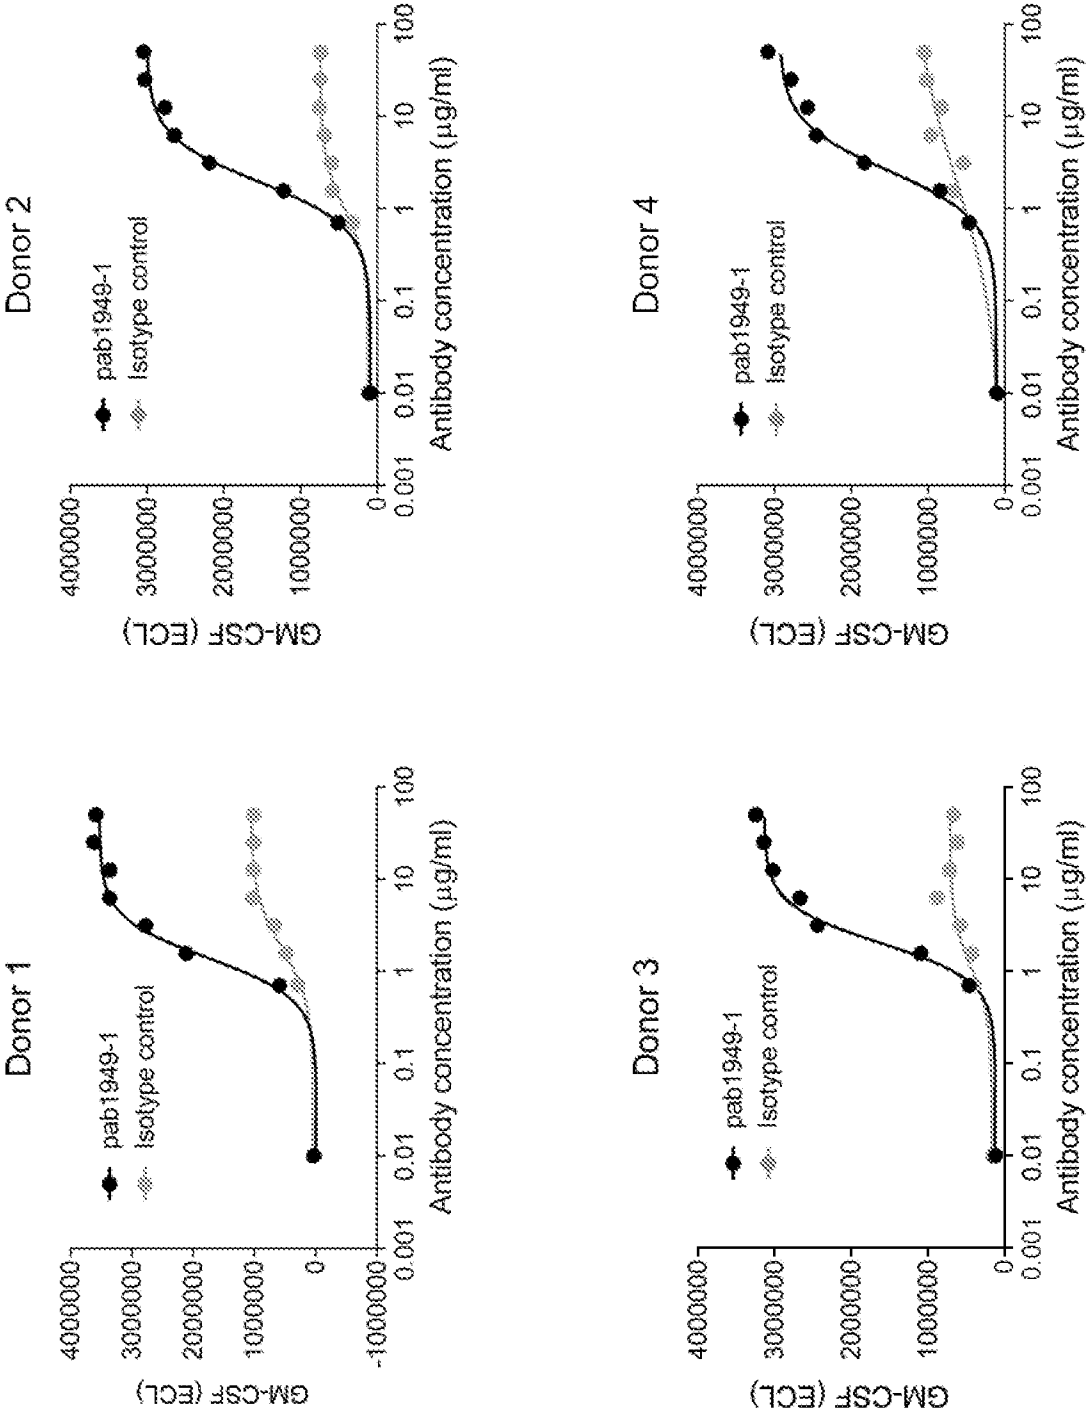 Donor 1
GM-CSF (ECL)
4000000
3000000
2000000
1000000
0
-1000000
pab1949-1
Isotype control
0.001 0.01 0.1 1 10 100
Antibody concentration (μg/ml)
Donor 2
GM-CSF (ECL)
4000000
3000000
2000000
1000000
0
pab1949-1
Isotype control
0.001 0.01 0.1 1 10 100
Antibody concentration (μg/ml)
Donor 3
GM-CSF (ECL)
4000000
3000000
2000000
1000000
0
pab1949-1
Isotype control
0.001 0.01 0.1 1 10 100
Antibody concentration (μg/ml)
Donor 4
GM-CSF (ECL)
4000000
3000000
2000000
1000000
0
pab1949-1
Isotype control
0.001 0.01 0.1 1 10 100
Antibody concentration (μg/ml)